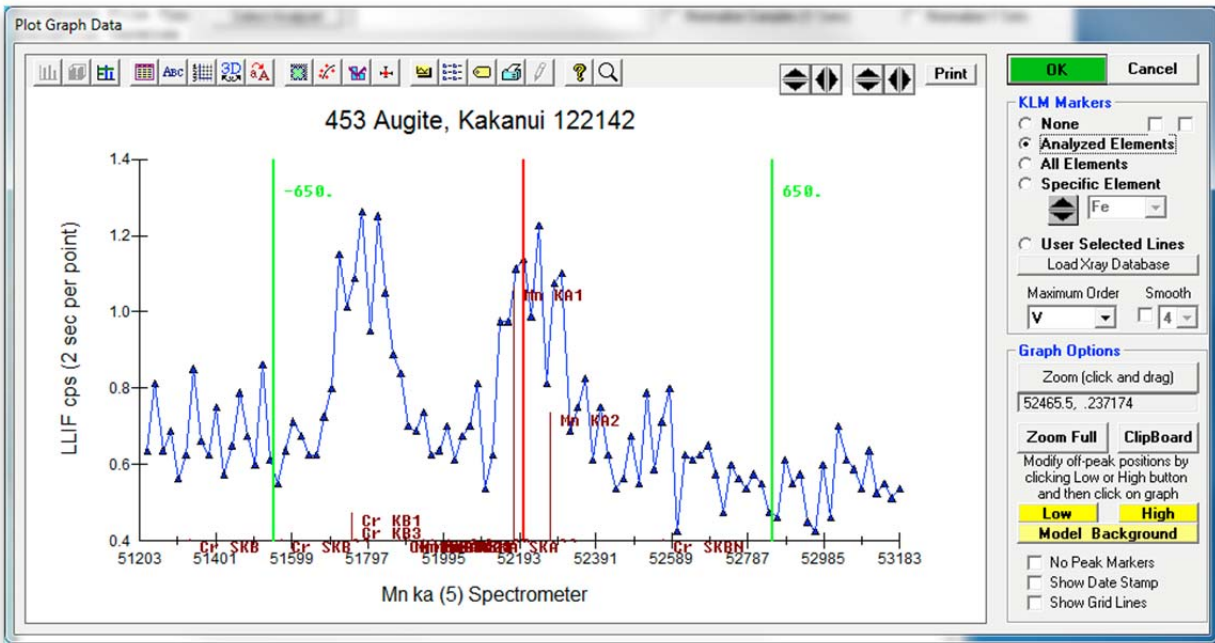 Plot Graph Data
ABC
3D
Print
453 Augite, Kakanui 122142
-650.
650.
1.4
1.2
1.0
0.8
0.6
0.4
LLIF cps (2 sec per point)
Mn KA1
Mn KA2
Cr KB1
Cr KB3
Cr SKB
Cr SKB
SKA
Cr SKBN
51203
51401
51599
51797
51995
52193
52391
52589
52787
52985
53183
Mn ka (5) Spectrometer
OK
Cancel
KLM Markers
None
Analyzed Elements
All Elements
Specific Element
Fe
User Selected Lines
Load Xray Database
Maximum Order
Smooth
V
4
Graph Options
Zoom (click and drag)
52465.5, .237174
Zoom Full
ClipBoard
Modify off-peak positions by
clicking Low or High button
and then click on graph
Low
High
Model Background
No Peak Markers
Show Date Stamp
Show Grid Lines